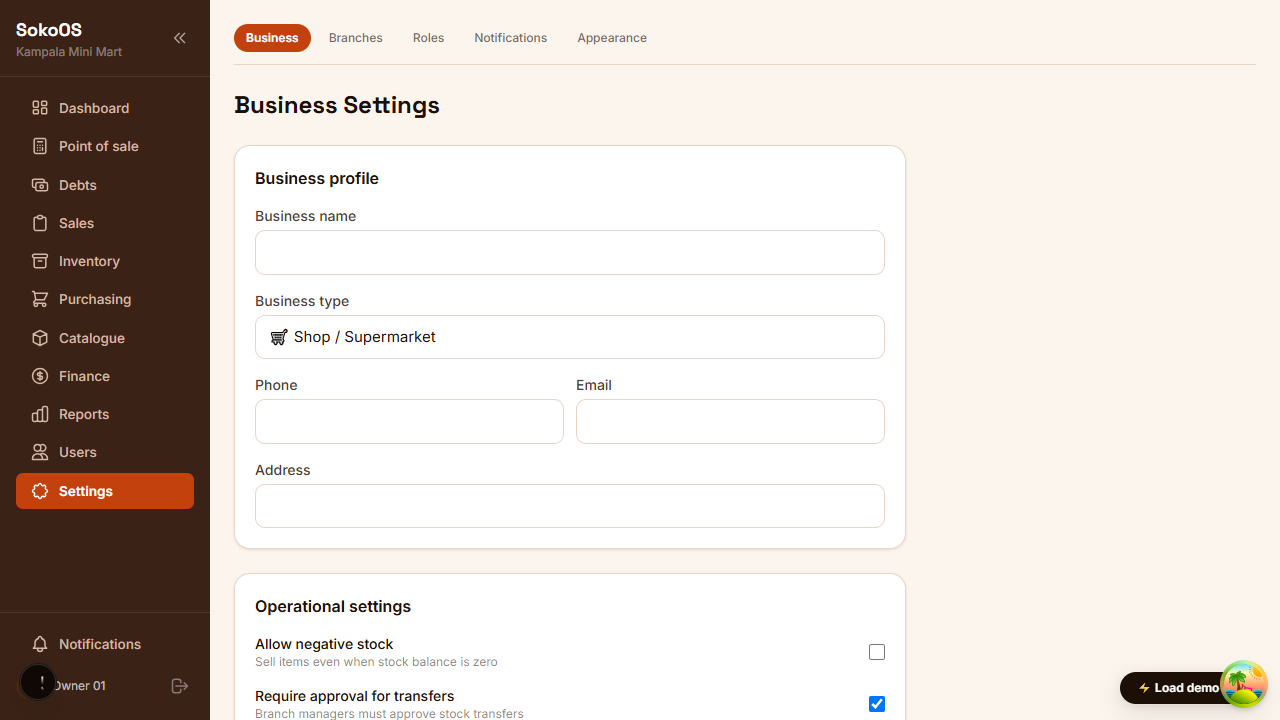 SokoOS
Kampala Mini Mart
Dashboard
Point of sale
Debts
Sales
Inventory
Purchasing
Catalogue
Finance
Reports
Users
Settings
Notifications
Owner 01
Business
Branches
Roles
Notifications
Appearance
Business Settings
Business profile
Business name
Business type
🛒 Shop / Supermarket
Phone
Email
Address
Operational settings
Allow negative stock
Sell items even when stock balance is zero
Require approval for transfers
Branch managers must approve stock transfers
⚡ Load demo